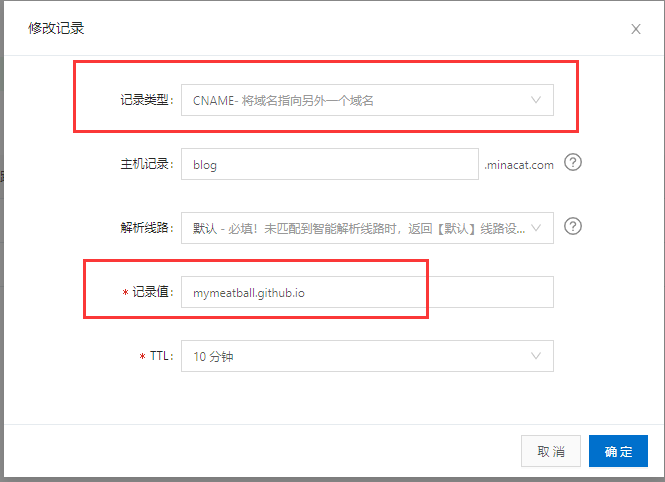 修改记录
记录类型: CNAME- 将域名指向另外一个域名
主机记录: blog .minacat.com ?
解析线路: 默认 - 必填！未匹配到智能解析线路时，返回【默认】线路设... ?
* 记录值: mymeatball.github.io
* TTL: 10 分钟
取消 确定